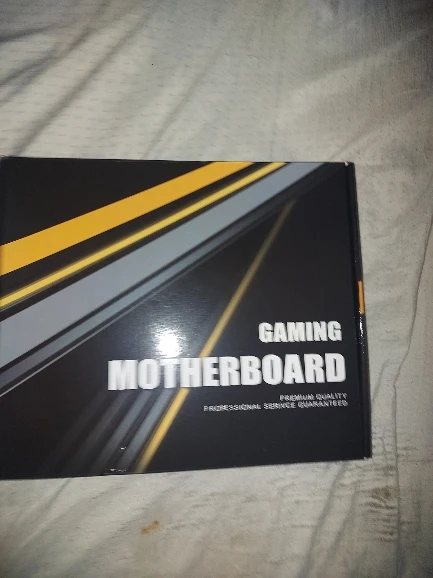 GAMING
MOTHERBOARD
PREMIUM QUALITY
PROFESSIONAL SERVICE GUARANTEED